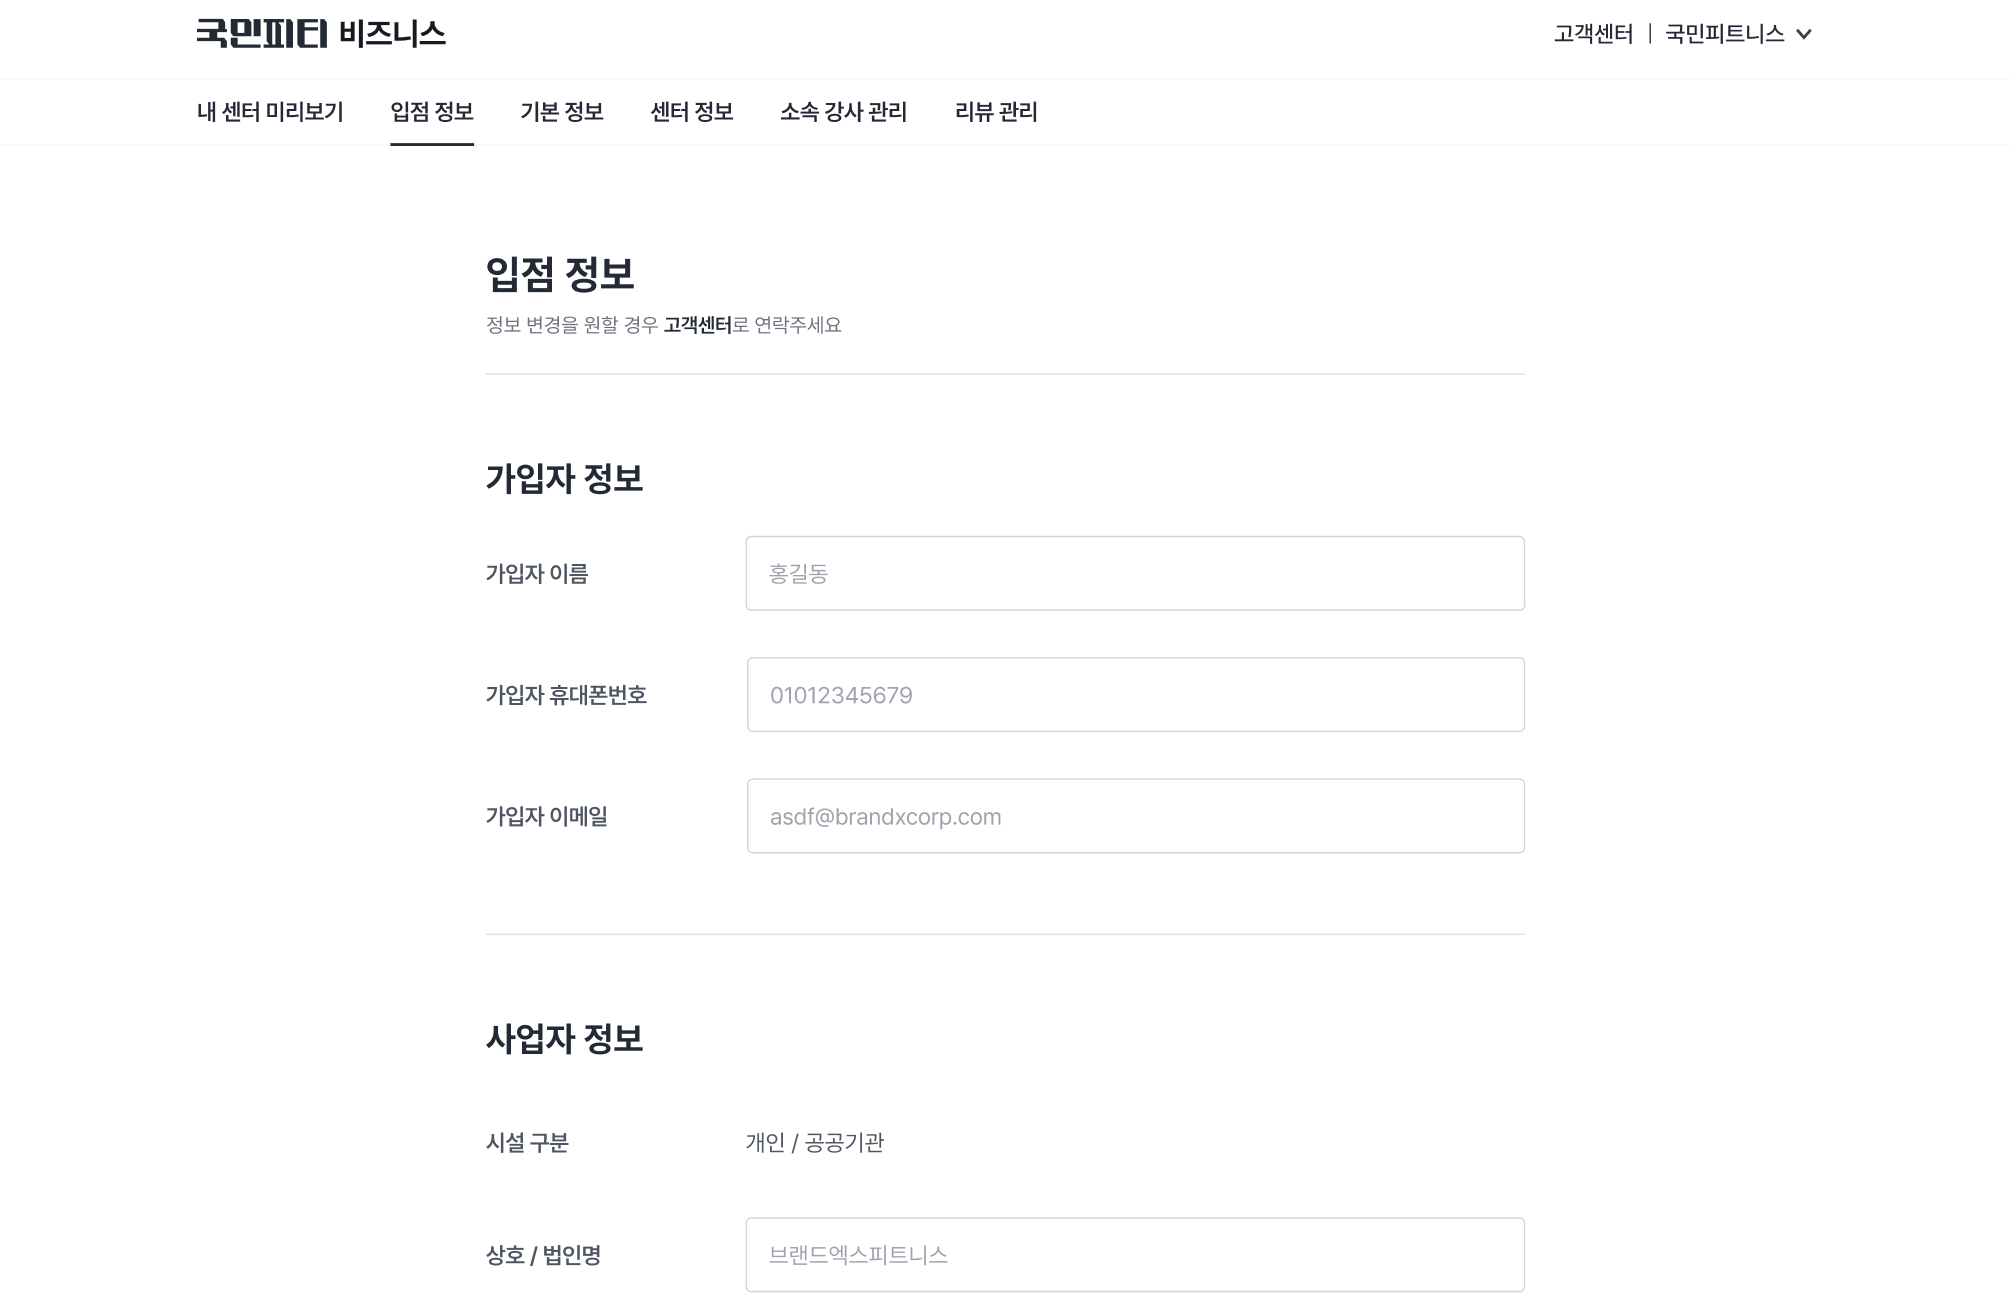 국민피티 비즈니스
고객센터 | 국민피트니스
내 센터 미리보기 입점 정보 기본 정보 센터 정보 소속 강사 관리 리뷰 관리
입점 정보
정보 변경을 원할 경우 고객센터로 연락주세요
가입자 정보
가입자 이름 홍길동
가입자 휴대폰번호 01012345679
가입자 이메일 asdf@brandxcorp.com
사업자 정보
시설 구분 개인 / 공공기관
상호 / 법인명 브랜드엑스피트니스